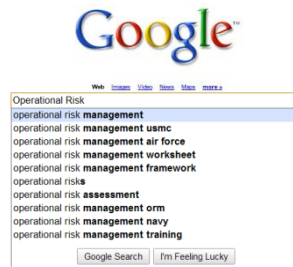 Google™
Web Images Video News Maps more »
Operational Risk
operational risk management
operational risk management usmc
operational risk management air force
operational risk management worksheet
operational risk management framework
operational risks
operational risk assessment
operational risk management orm
operational risk management navy
operational risk management training
Google Search I'm Feeling Lucky